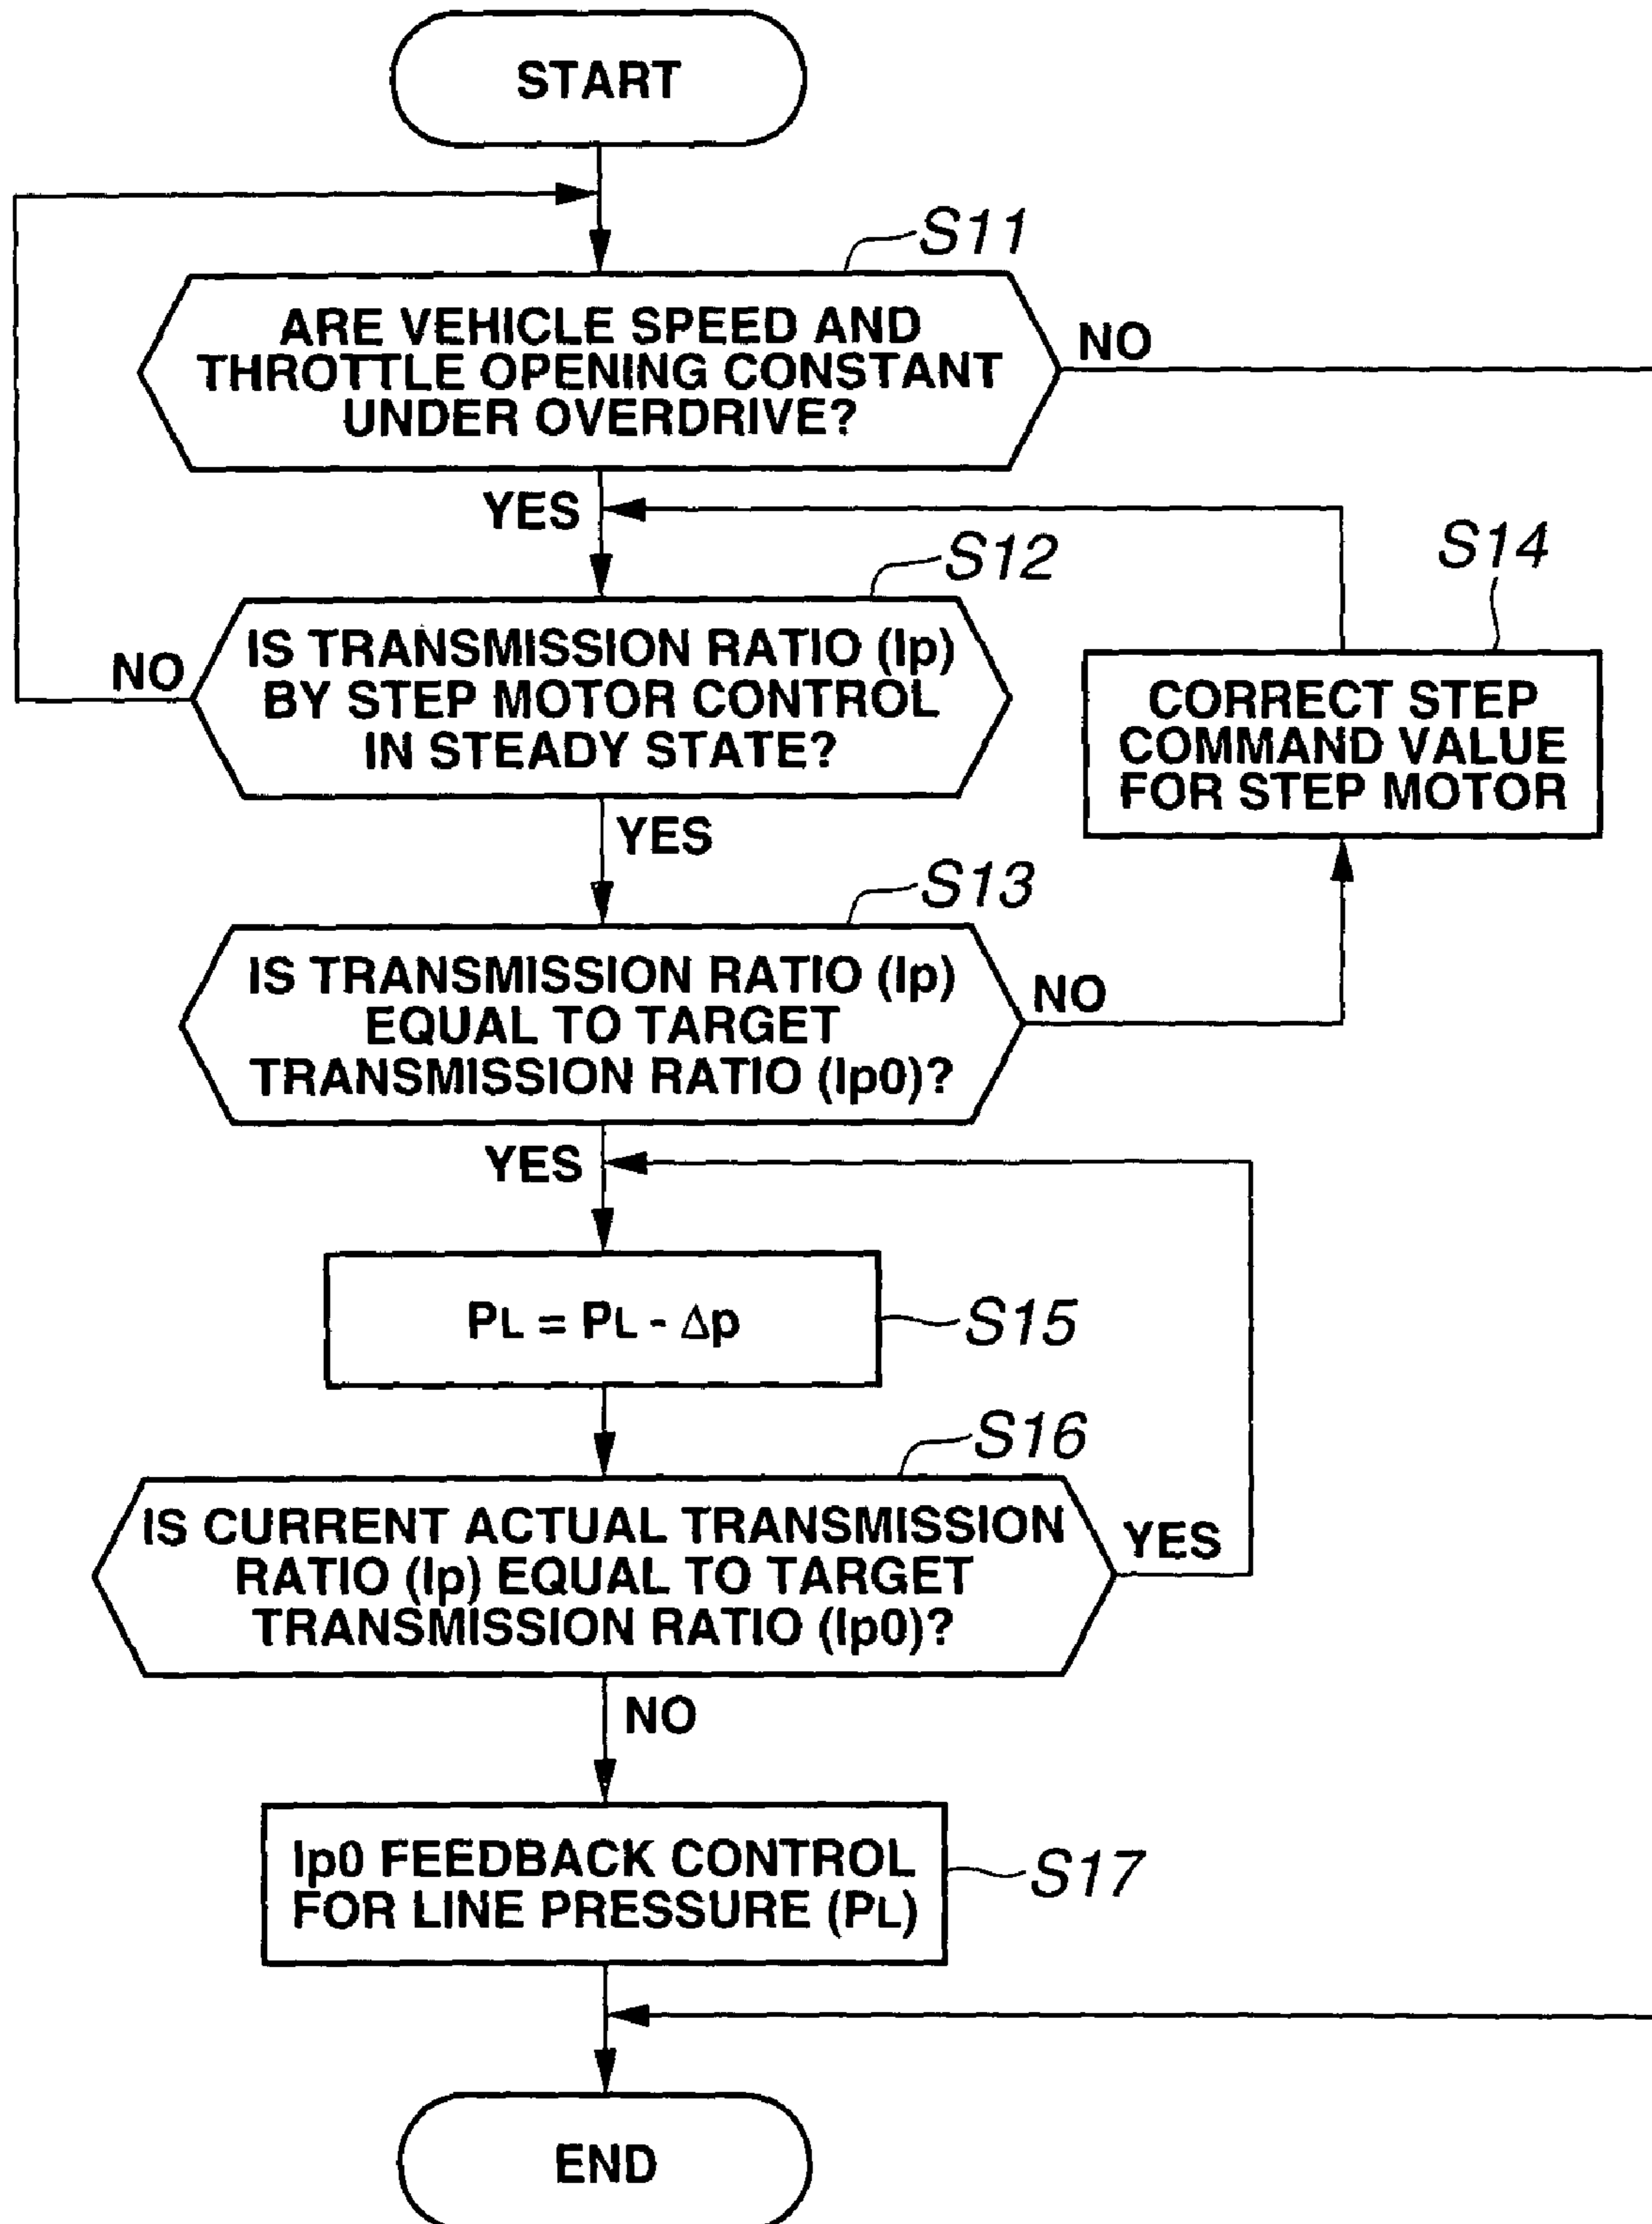 START
S11
ARE VEHICLE SPEED AND
THROTTLE OPENING CONSTANT
UNDER OVERDRIVE?
NO
YES
S12
S14
IS TRANSMISSION RATIO (Ip)
BY STEP MOTOR CONTROL
IN STEADY STATE?
NO
CORRECT STEP
COMMAND VALUE
FOR STEP MOTOR
YES
S13
IS TRANSMISSION RATIO (Ip)
EQUAL TO TARGET
TRANSMISSION RATIO (Ip0)?
NO
YES
PL = PL - Δp
S15
S16
IS CURRENT ACTUAL TRANSMISSION
RATIO (Ip) EQUAL TO TARGET
TRANSMISSION RATIO (Ip0)?
YES
NO
Ip0 FEEDBACK CONTROL
FOR LINE PRESSURE (PL)
S17
END